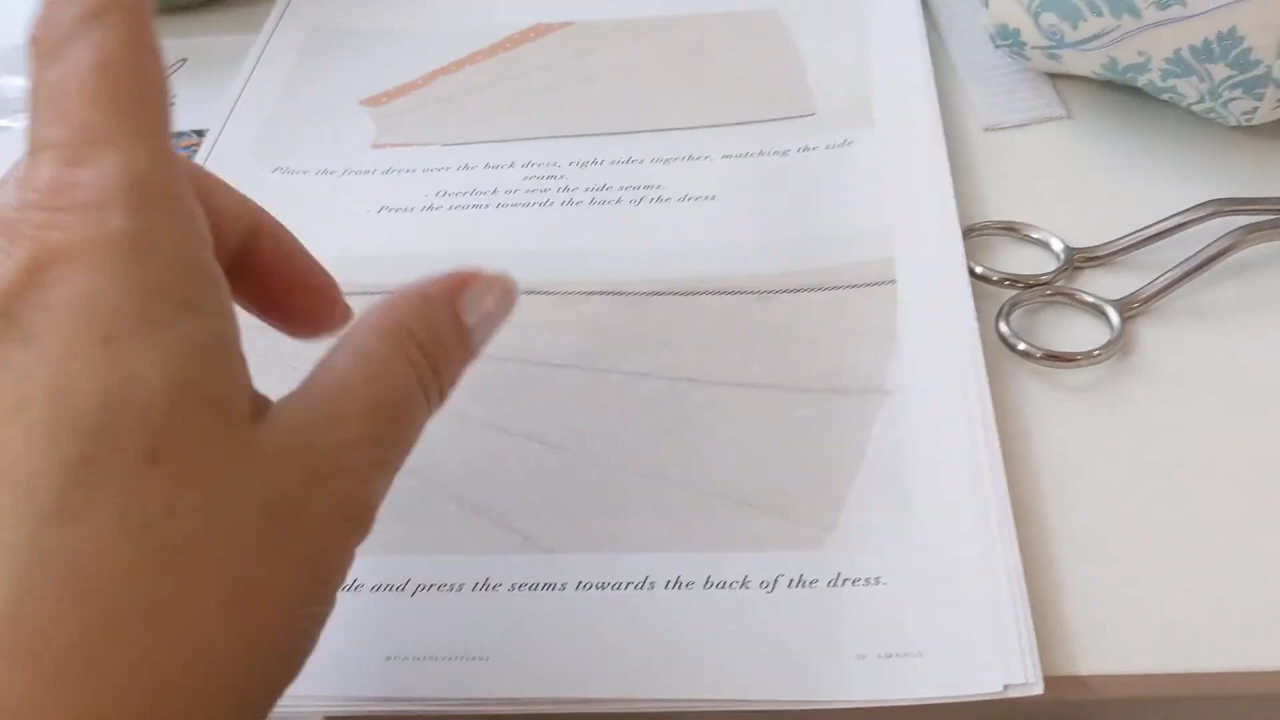 Place the front dress over the back dress, right sides together, matching the side
seams.
- Overlock or sew the side seams.
- Press the seams towards the back of the dress.
de and press the seams towards the back of the dress.